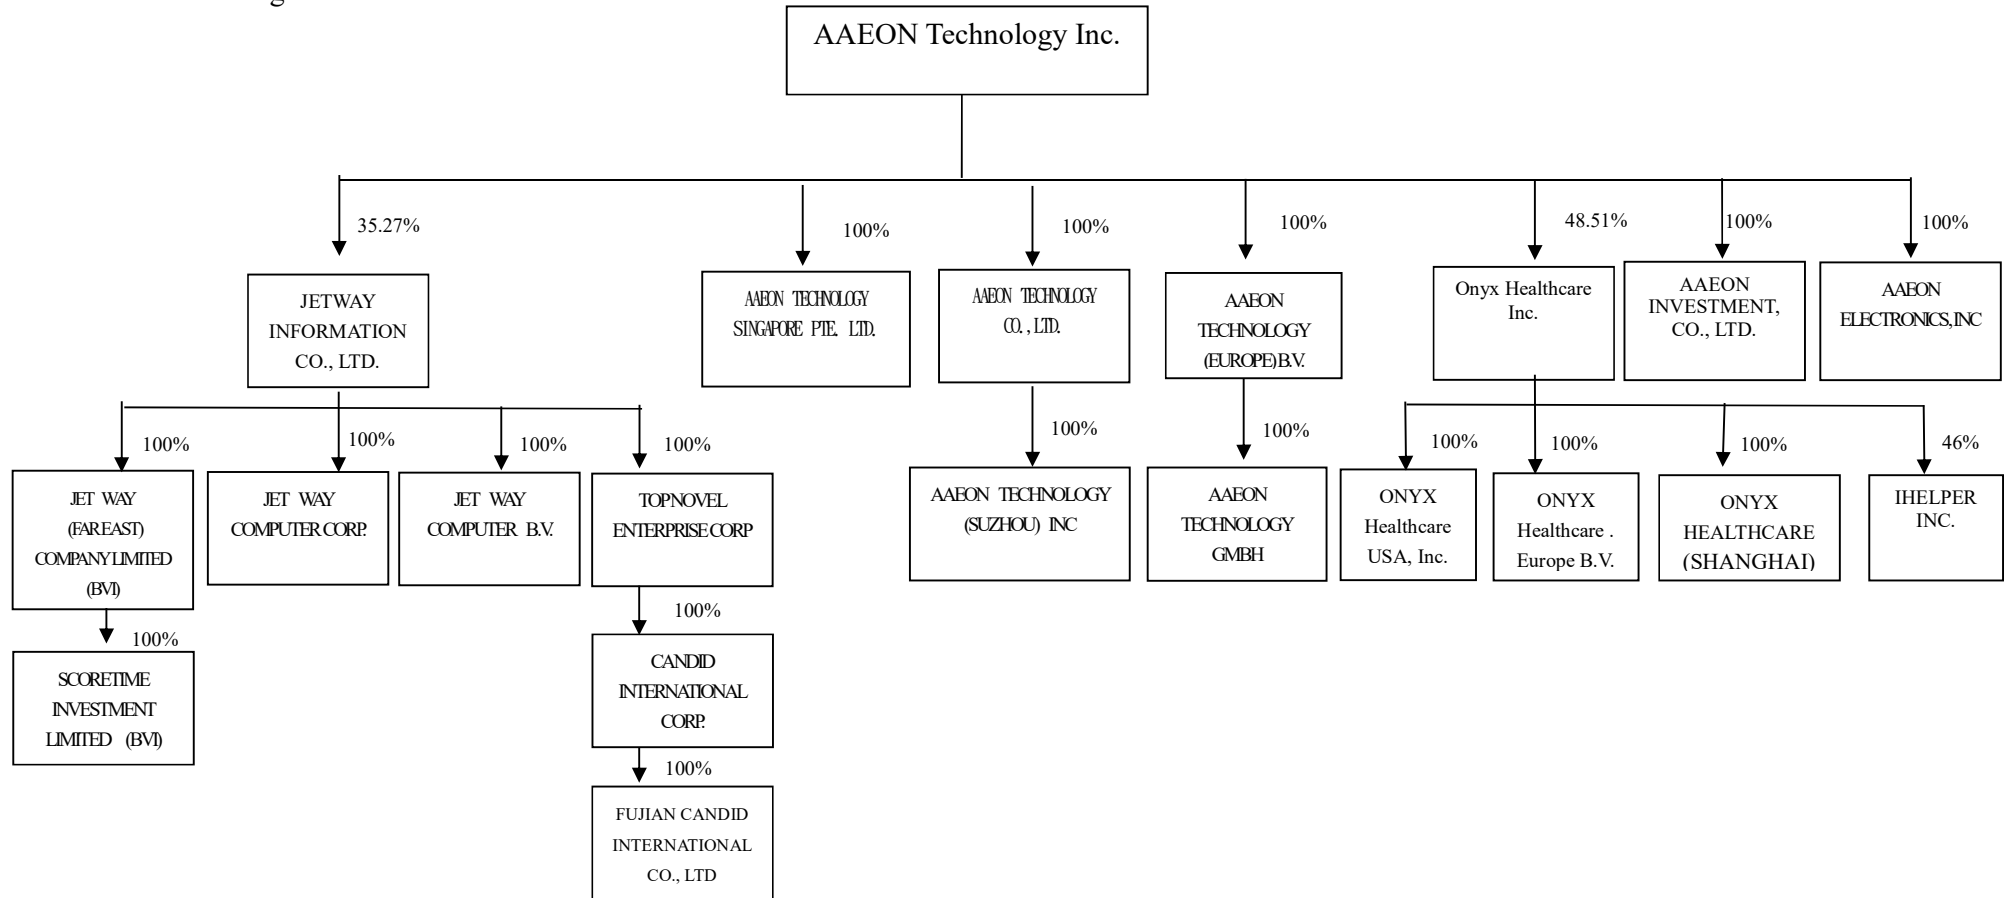 AAEON Technology Inc.
35.27%
100%
100%
100%
48.51%
100%
100%
JETWAY
INFORMATION
CO., LTD.
AAEON TECHNOLOGY
SINGAPORE PTE. LTD.
AAEON TECHNOLOGY
CO., LTD.
AAEON
TECHNOLOGY
(EUROPE) B.V.
Onyx Healthcare
Inc.
AAEON
INVESTMENT,
CO., LTD.
AAEON
ELECTRONICS,INC
100%
100%
100%
100%
100%
100%
100%
100%
100%
46%
JET WAY
(FAR EAST)
COMPANY LIMITED
(BVI)
JET WAY
COMPUTER CORP.
JET WAY
COMPUTER B.V.
TOPNOVEL
ENTERPRISE CORP
AAEON TECHNOLOGY
(SUZHOU) INC
AAEON
TECHNOLOGY
GMBH
ONYX
Healthcare
USA, Inc.
ONYX
Healthcare .
Europe B.V.
ONYX
HEALTHCARE
(SHANGHAI)
IHELPER
INC.
100%
100%
SCORETIME
INVESTMENT
LIMITED (BVI)
CANDID
INTERNATIONAL
CORP.
100%
FUJIAN CANDID
INTERNATIONAL
CO., LTD